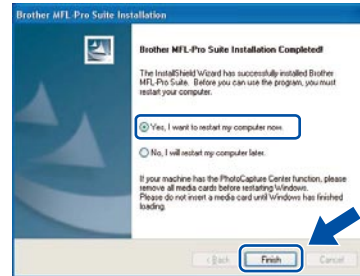 Brother MFL-Pro Suite Installation
Brother MFL-Pro Suite Installation Completed!
The InstallShield Wizard has successfully installed Brother
MFL-Pro Suite. Before you can use the program, you must
restart your computer.
Yes, I want to restart my computer now.
No, I will restart my computer later.
If your machine has the PhotoCapture Center function, please
remove all media cards before restarting Windows.
Please do not insert a media card until Windows has finished
loading.
< Back
Finish
Cancel